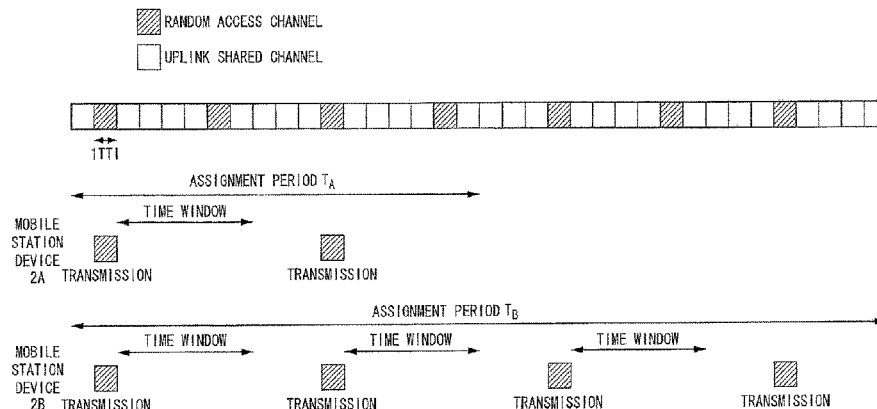 RANDOM ACCESS CHANNEL
UPLINK SHARED CHANNEL
1TTI
ASSIGNMENT PERIOD TA
TIME WINDOW
MOBILE
STATION
DEVICE
2A
TRANSMISSION TRANSMISSION
ASSIGNMENT PERIOD TB
TIME WINDOW TIME WINDOW TIME WINDOW
MOBILE
STATION
DEVICE
2B
TRANSMISSION TRANSMISSION TRANSMISSION TRANSMISSION